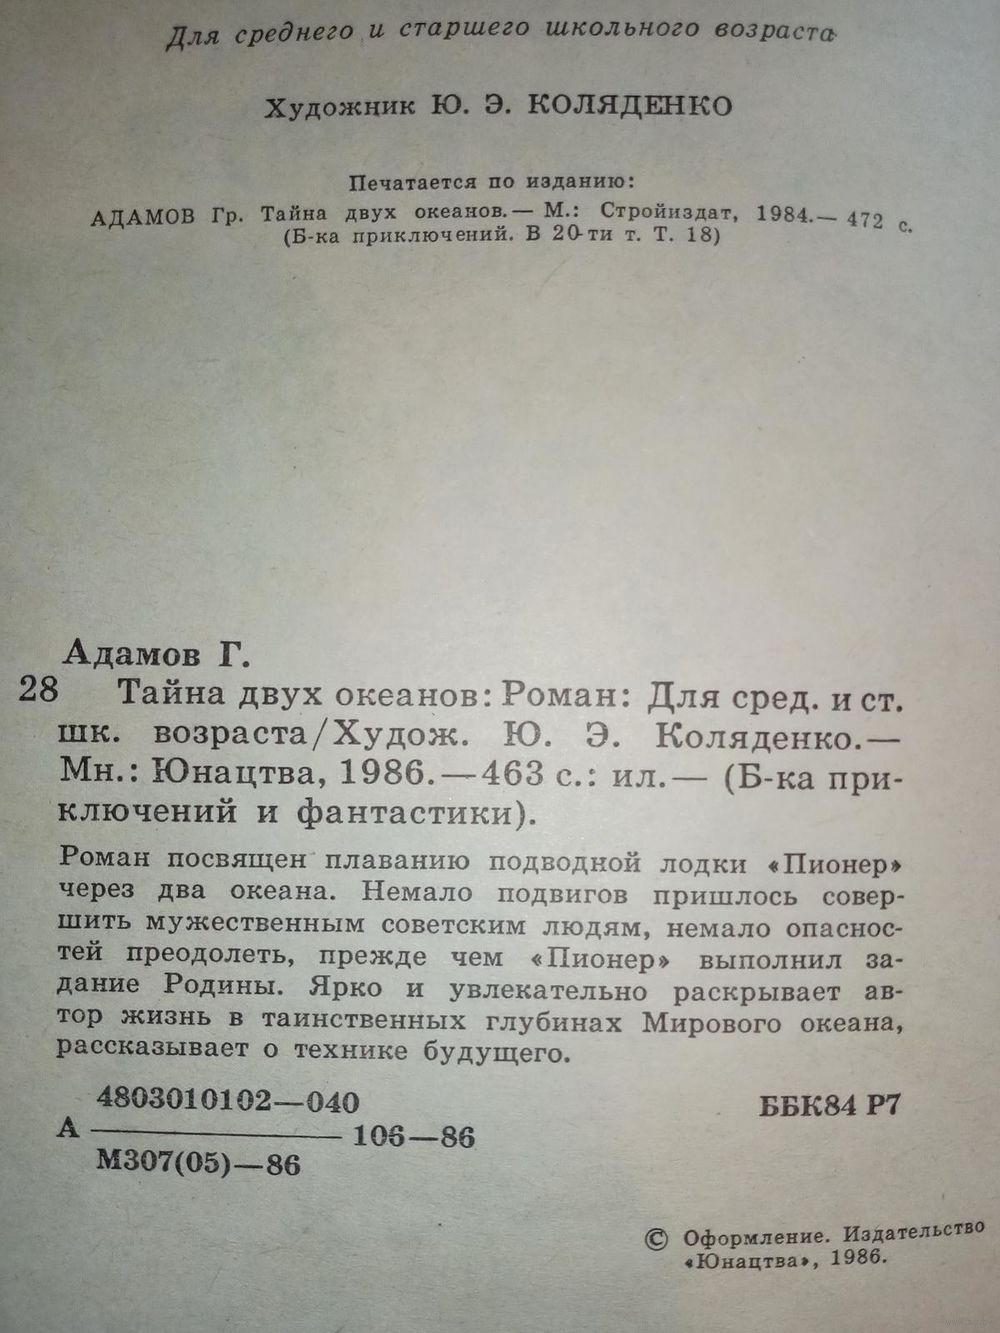 Для среднего и старшего школьного возраста
Художник Ю. Э. КОЛЯДЕНКО
Печатается по изданию:
АДАМОВ Гр. Тайна двух океанов.— М.: Стройиздат, 1984.— 472 с.
(Б-ка приключений. В 20-ти т. Т. 18)
Адамов Г.
28 Тайна двух океанов: Роман: Для сред. и ст.
шк. возраста/Худож. Ю. Э. Коляденко.—
Мн.: Юнацтва, 1986.—463 с.: ил.— (Б-ка при-
ключений и фантастики).
Роман посвящен плаванию подводной лодки «Пионер»
через два океана. Немало подвигов пришлось совер-
шить мужественным советским людям, немало опаснос-
тей преодолеть, прежде чем «Пионер» выполнил за-
дание Родины. Ярко и увлекательно раскрывает ав-
тор жизнь в таинственных глубинах Мирового океана,
рассказывает о технике будущего.
4803010102—040
А 106—86
М307(05)—86
ББК84 Р7
© Оформление. Издательство
«Юнацтва», 1986.